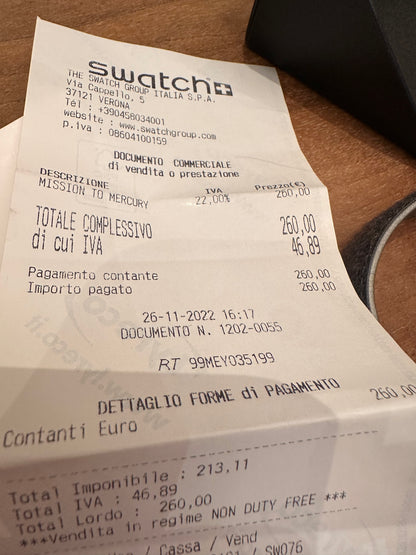 swatch
THE SWATCH GROUP ITALIA S.P.A.
Via Cappello, 5
37121 VERONA
Tél : +390458034001
website : www.swatchgroup.com
p.iva : 08604100159
DOCUMENTO COMMERCIALE
di vendita o prestazione
DESCRIZIONE IVA Prezzo(€)
MISSION TO MERCURY 22,00% 260,00
TOTALE COMPLESSIVO 260,00
di cui IVA 46,89
Pagamento contante 260,00
Importo pagato 260,00
26-11-2022 16:17
DOCUMENTO N. 1202-0055
RT 99MEY035199
DETTAGLIO FORME di PAGAMENTO
Contanti Euro 260,00
Total Imponibile : 213,11
Total IVA : 46,89
Total Lordo : 260,00
***Vendita in regime NON DUTY FREE ***
/ Cassa / Vend
/ SW076